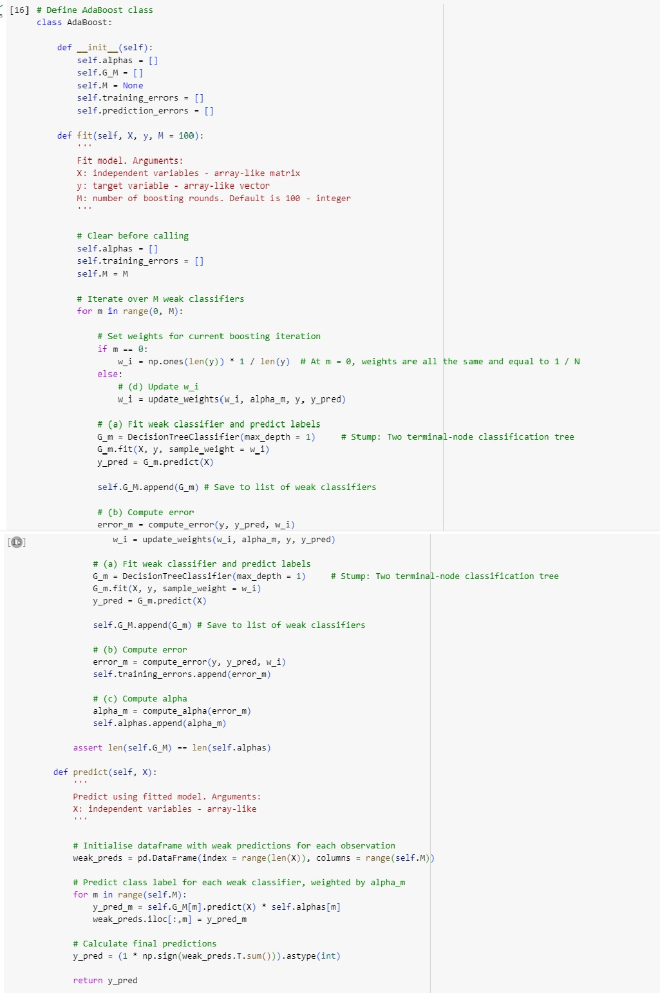 [16] # Define AdaBoost class
class AdaBoost:
def __init__(self):
self.alphas = []
self.G_M = []
self.M = None
self.training_errors = []
self.prediction_errors = []
def fit(self, X, y, M = 100):
'''
Fit model. Arguments:
X: independent variables - array-like matrix
y: target variable - array-like vector
M: number of boosting rounds. Default is 100 - integer
'''
# Clear before calling
self.alphas = []
self.training_errors = []
self.M = M
# Iterate over M weak classifiers
for m in range(0, M):
# Set weights for current boosting iteration
if m == 0:
w_i = np.ones(len(y)) * 1 / len(y)  # At m = 0, weights are all the same and equal to 1 / N
else:
# (d) Update w_i
w_i = update_weights(w_i, alpha_m, y, y_pred)
# (a) Fit weak classifier and predict labels
G_m = DecisionTreeClassifier(max_depth = 1)     # Stump: Two terminal-node classification tree
G_m.fit(X, y, sample_weight = w_i)
y_pred = G_m.predict(X)
self.G_M.append(G_m) # Save to list of weak classifiers
# (b) Compute error
error_m = compute_error(y, y_pred, w_i)
[15] w_i = update_weights(w_i, alpha_m, y, y_pred)
# (a) Fit weak classifier and predict labels
G_m = DecisionTreeClassifier(max_depth = 1)     # Stump: Two terminal-node classification tree
G_m.fit(X, y, sample_weight = w_i)
y_pred = G_m.predict(X)
self.G_M.append(G_m) # Save to list of weak classifiers
# (b) Compute error
error_m = compute_error(y, y_pred, w_i)
self.training_errors.append(error_m)
# (c) Compute alpha
alpha_m = compute_alpha(error_m)
self.alphas.append(alpha_m)
assert len(self.G_M) == len(self.alphas)
def predict(self, X):
'''
Predict using fitted model. Arguments:
X: independent variables - array-like
'''
# Initialise dataframe with weak predictions for each observation
weak_preds = pd.DataFrame(index = range(len(X)), columns = range(self.M))
# Predict class label for each weak classifier, weighted by alpha_m
for m in range(self.M):
y_pred_m = self.G_M[m].predict(X) * self.alphas[m]
weak_preds.iloc[:,m] = y_pred_m
# Calculate final predictions
y_pred = (1 * np.sign(weak_preds.T.sum())).astype(int)
return y_pred